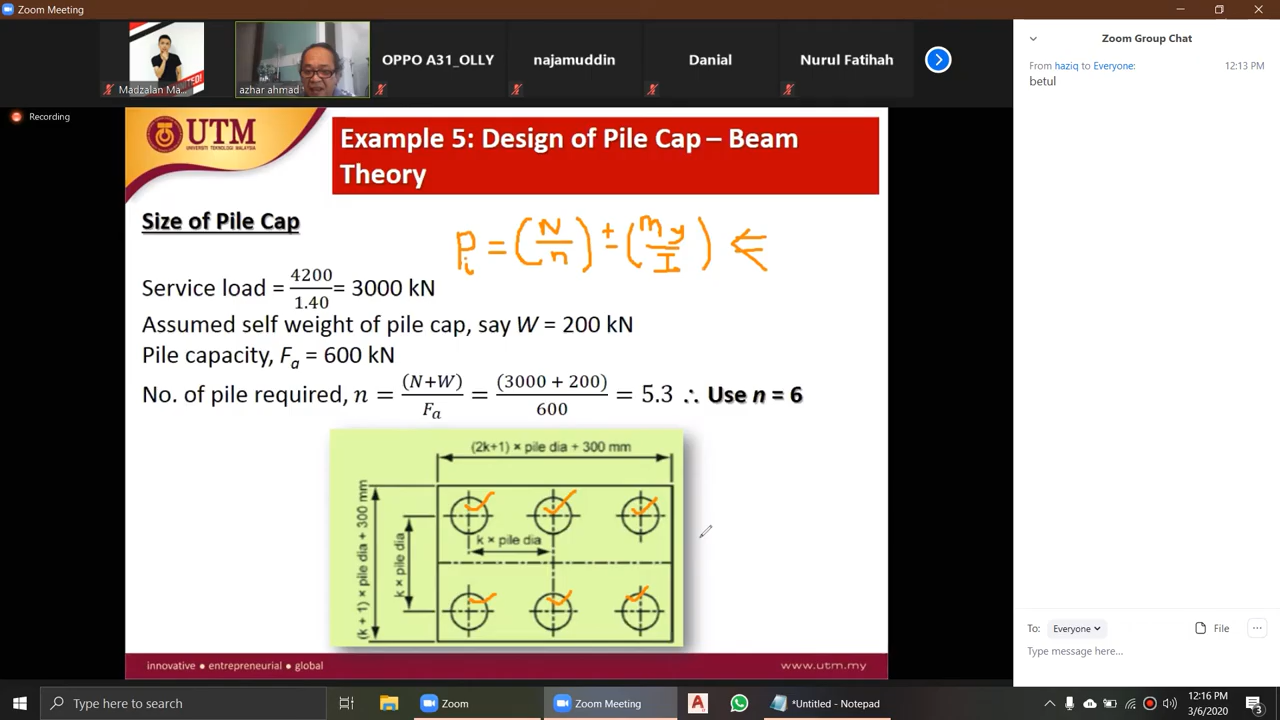 Zoom Meeting
Madzalan Ma...
azhar ahmad
OPPO A31_OLLY
najamuddin
Danial
Nurul Fatihah
Recording
UTM
UNIVERSITI TEKNOLOGI MALAYSIA
Example 5: Design of Pile Cap – Beam
Theory
Size of Pile Cap
Pi = (N/n) ± (my/I) ⇐
Service load = 4200/1.40 = 3000 kN
Assumed self weight of pile cap, say W = 200 kN
Pile capacity, Fa = 600 kN
No. of pile required, n = (N+W)/Fa = (3000 + 200)/600 = 5.3 ∴ Use n = 6
(2k+1) × pile dia + 300 mm
(k + 1) × pile dia + 300 mm
k × pile dia
k × pile dia
innovative ● entrepreneurial ● global
www.utm.my
Zoom Group Chat
From haziq to Everyone:
12:13 PM
betul
To: Everyone
File
...
Type message here...
Type here to search
Zoom
Zoom Meeting
*Untitled - Notepad
12:16 PM
3/6/2020
3